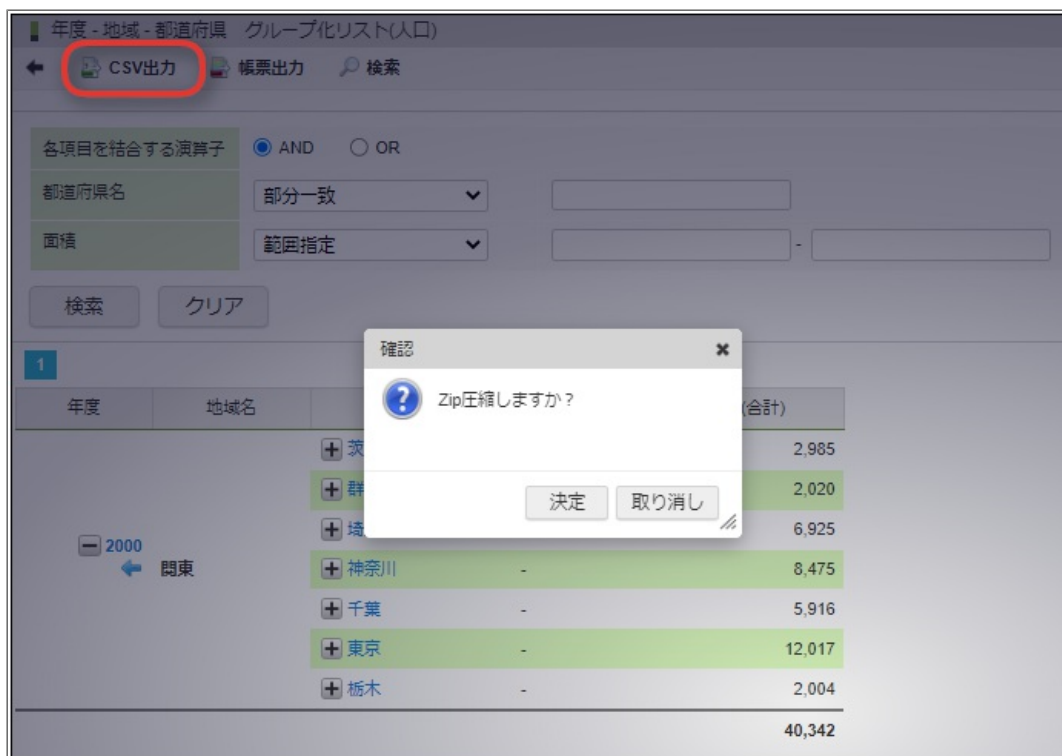 年度 - 地域 - 都道府県　グループ化リスト(人口)
CSV出力 帳票出力 検索
各項目を結合する演算子 AND OR
都道府県名 部分一致
面積 範囲指定 -
検索 クリア
確認
1
Zip圧縮しますか？
年度 地域名 (合計)
茨 2,985
群 2,020
決定 取り消し
埼 6,925
2000
関東
神奈川 - 8,475
千葉 - 5,916
東京 - 12,017
栃木 - 2,004
40,342